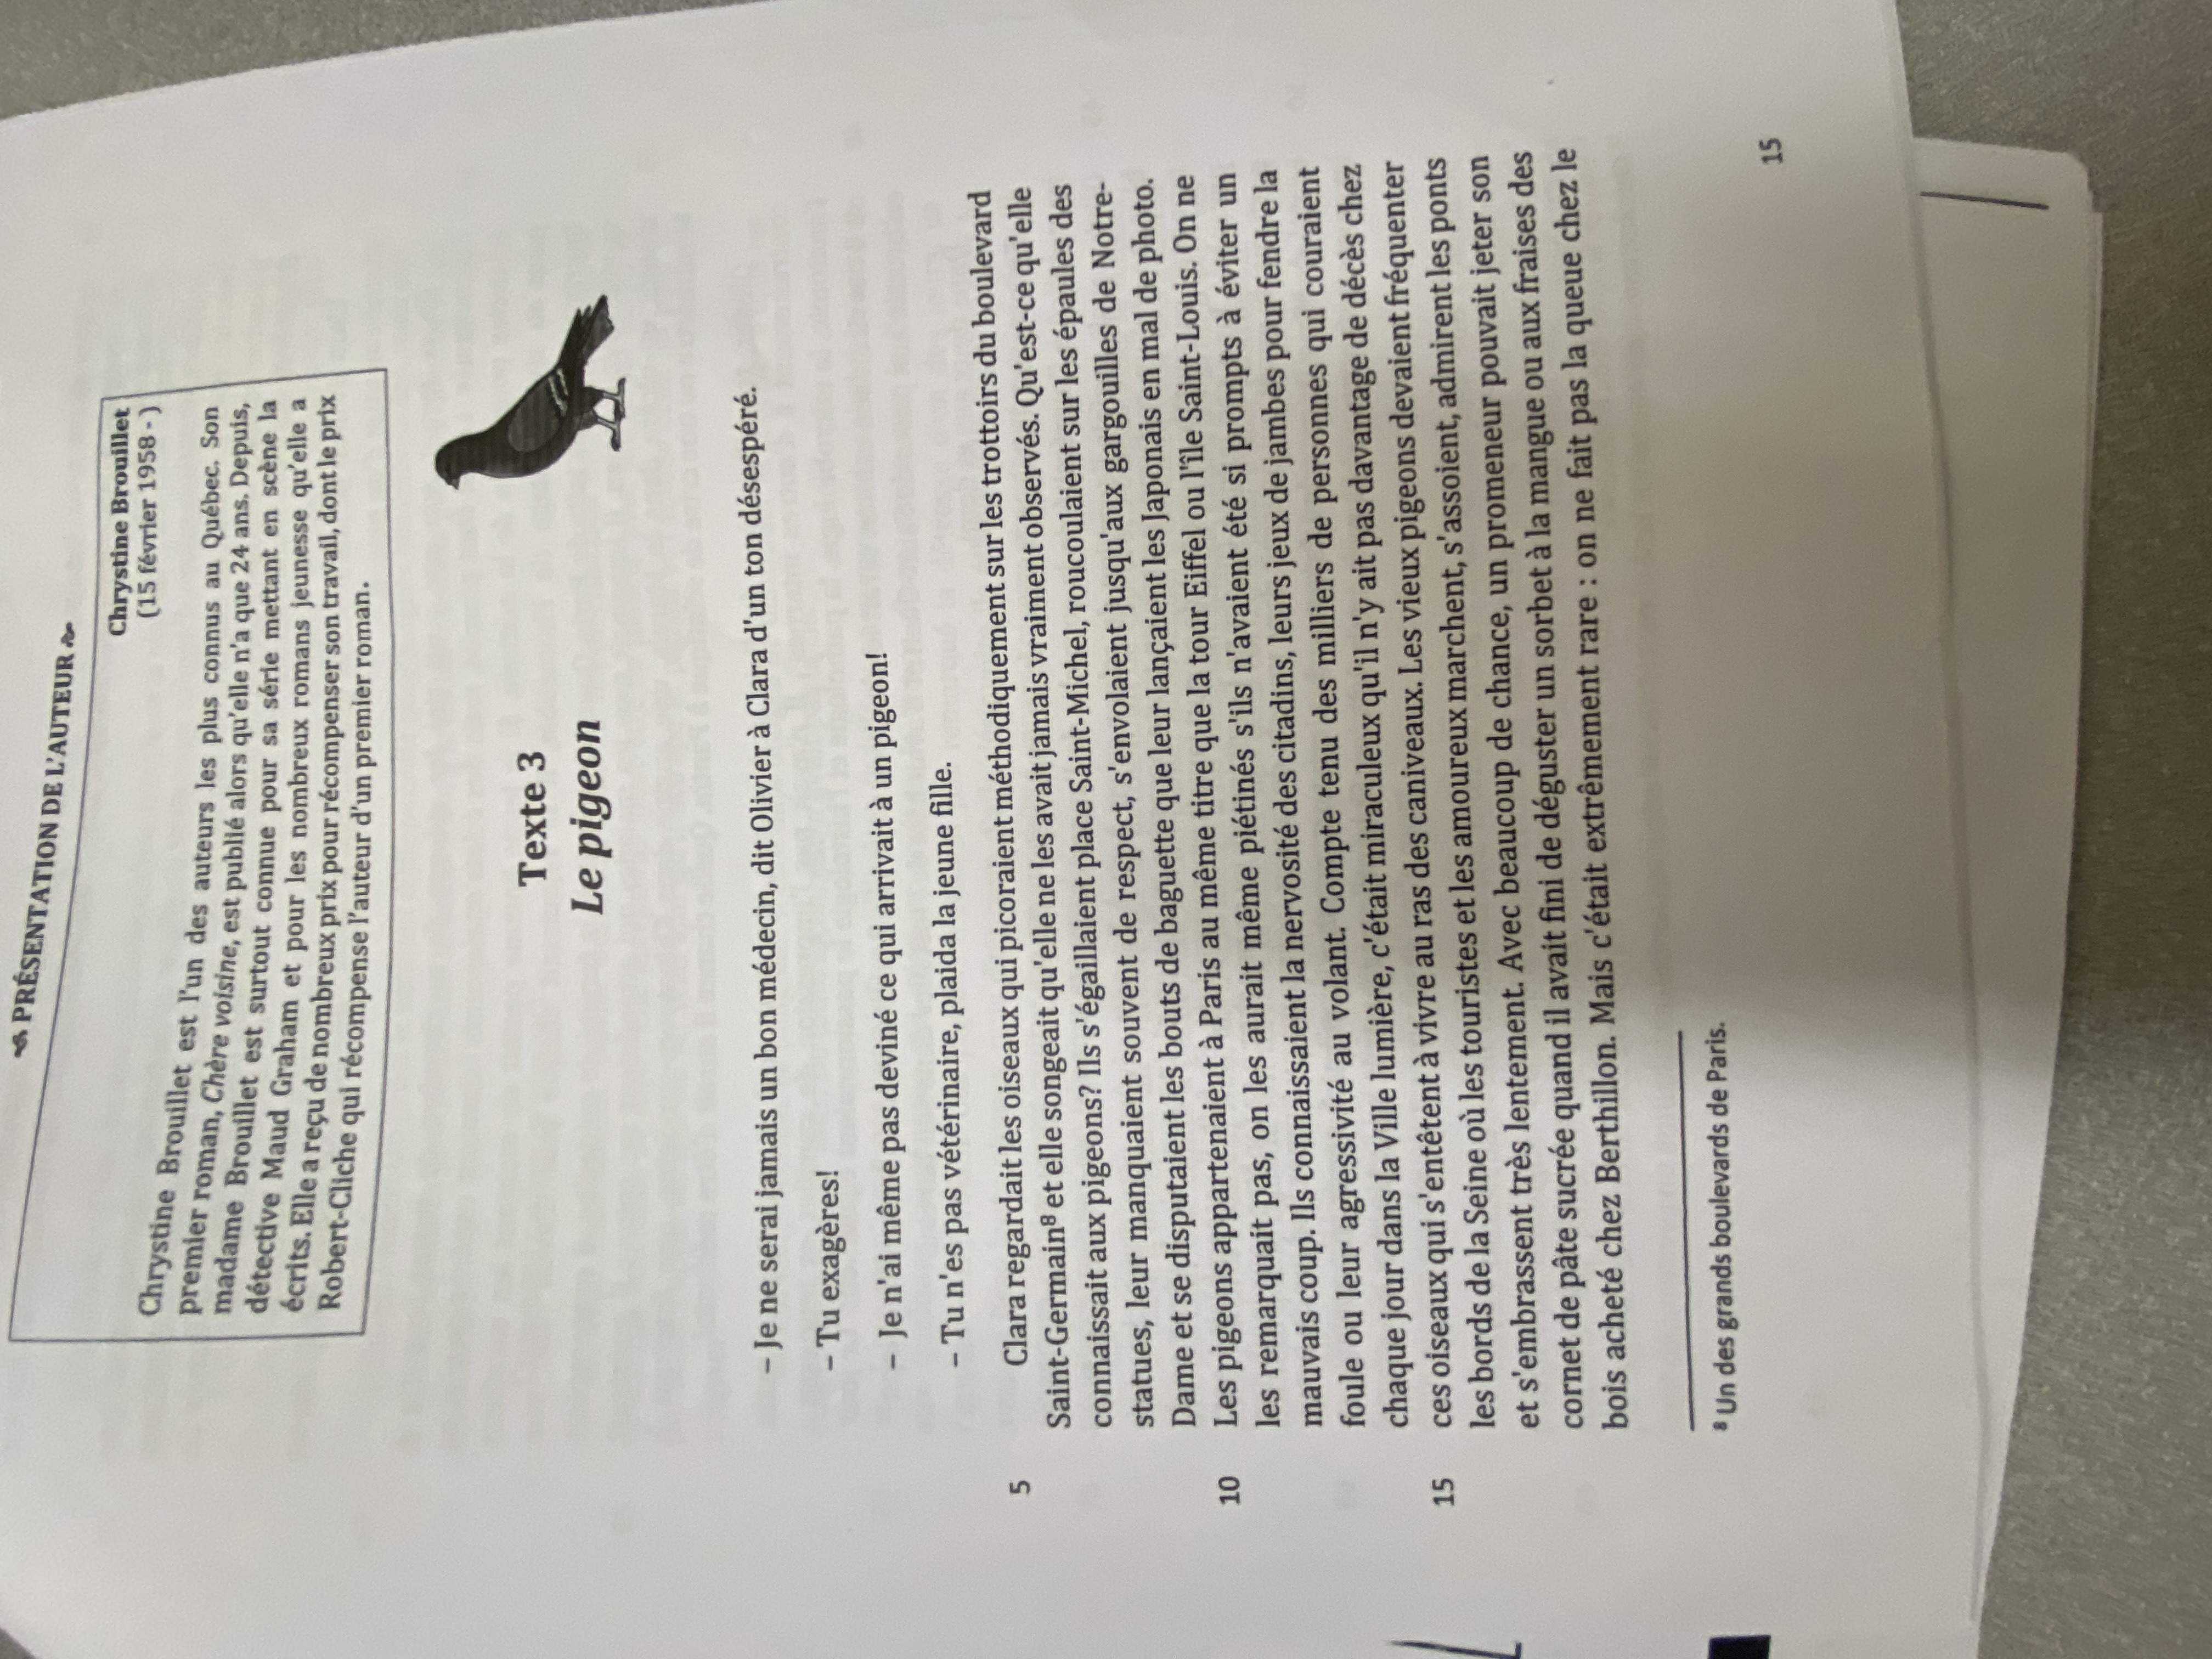 PRÉSENTATION DE L'AUTEUR
Chrystine Brouillet
(15 février 1958 - )
Chrystine Brouillet est l'un des auteurs les plus connus au Québec. Son
premier roman, Chère voisine, est publié alors qu'elle n'a que 24 ans. Depuis,
madame Brouillet est surtout connue pour sa série mettant en scène la
détective Maud Graham et pour les nombreux romans jeunesse qu'elle a
écrits. Elle a reçu de nombreux prix pour récompenser son travail, dont le prix
Robert-Cliche qui récompense l'auteur d'un premier roman.
Texte 3
Le pigeon
– Je ne serai jamais un bon médecin, dit Olivier à Clara d'un ton désespéré.
– Tu exagères!
– Je n'ai même pas deviné ce qui arrivait à un pigeon!
– Tu n'es pas vétérinaire, plaida la jeune fille.
5 Clara regardait les oiseaux qui picoraient méthodiquement sur les trottoirs du boulevard
Saint-Germain⁸ et elle songeait qu'elle ne les avait jamais vraiment observés. Qu'est-ce qu'elle
connaissait aux pigeons? Ils s'égaillaient place Saint-Michel, roucoulaient sur les épaules des
statues, leur manquaient souvent de respect, s'envolaient jusqu'aux gargouilles de Notre-
Dame et se disputaient les bouts de baguette que leur lançaient les Japonais en mal de photo.
10 Les pigeons appartenaient à Paris au même titre que la tour Eiffel ou l'île Saint-Louis. On ne
les remarquait pas, on les aurait même piétinés s'ils n'avaient été si prompts à éviter un
mauvais coup. Ils connaissaient la nervosité des citadins, leurs jeux de jambes pour fendre la
foule ou leur agressivité au volant. Compte tenu des milliers de personnes qui couraient
chaque jour dans la Ville lumière, c'était miraculeux qu'il n'y ait pas davantage de décès chez
15 ces oiseaux qui s'entêtent à vivre au ras des caniveaux. Les vieux pigeons devaient fréquenter
les bords de la Seine où les touristes et les amoureux marchent, s'assoient, admirent les ponts
et s'embrassent très lentement. Avec beaucoup de chance, un promeneur pouvait jeter son
cornet de pâte sucrée quand il avait fini de déguster un sorbet à la mangue ou aux fraises des
bois acheté chez Berthillon. Mais c'était extrêmement rare : on ne fait pas la queue chez le
⁸ Un des grands boulevards de Paris.
15